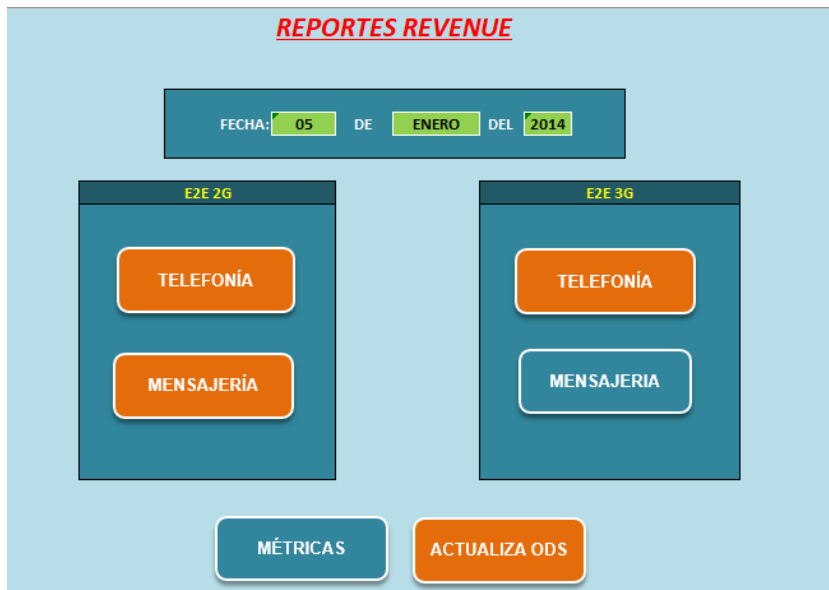 REPORTES REVENUE
FECHA: 05 DE ENERO DEL 2014
E2E 2G
TELEFONÍA
MENSAJERÍA
E2E 3G
TELEFONÍA
MENSAJERIA
MÉTRICAS
ACTUALIZA ODS